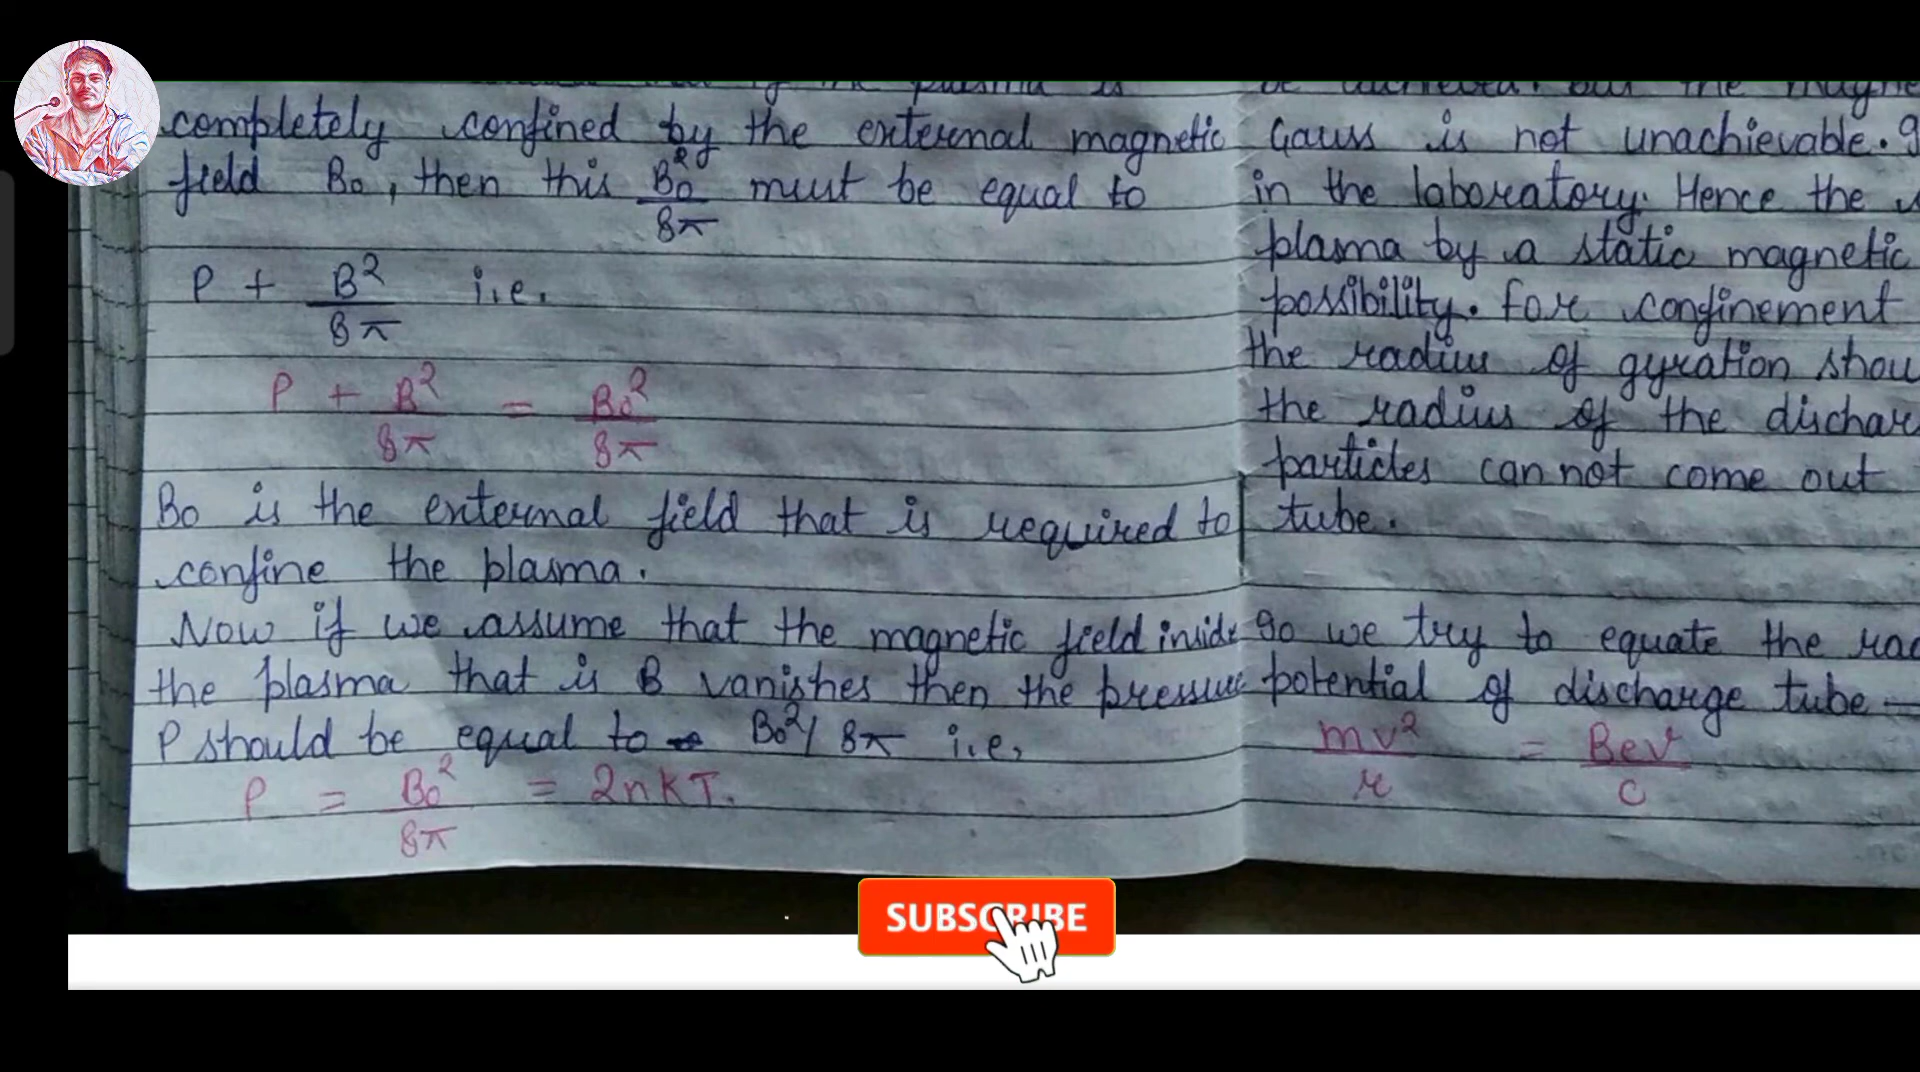 completely confined by the external magnetic
field B₀, then this B₀²/8π must be equal to
P + B²/8π i.e.
P + B²/8π = B₀²/8π
B₀ is the external field that is required to
confine the plasma.
Now if we assume that the magnetic field inside
the plasma that is B vanishes then the pressure
P should be equal to B₀²/8π i.e,
P = B₀²/8π = 2nKT.
Gauss is not unachievable.
in the laboratory. Hence the
plasma by a static magnetic
possibility. For confinement
the radius of gyration shou
the radius of the dischar
particles can not come out
tube.
So we try to equate the rad
potential of discharge tube —
mv²/r = Bev/c
SUBSCRIBE